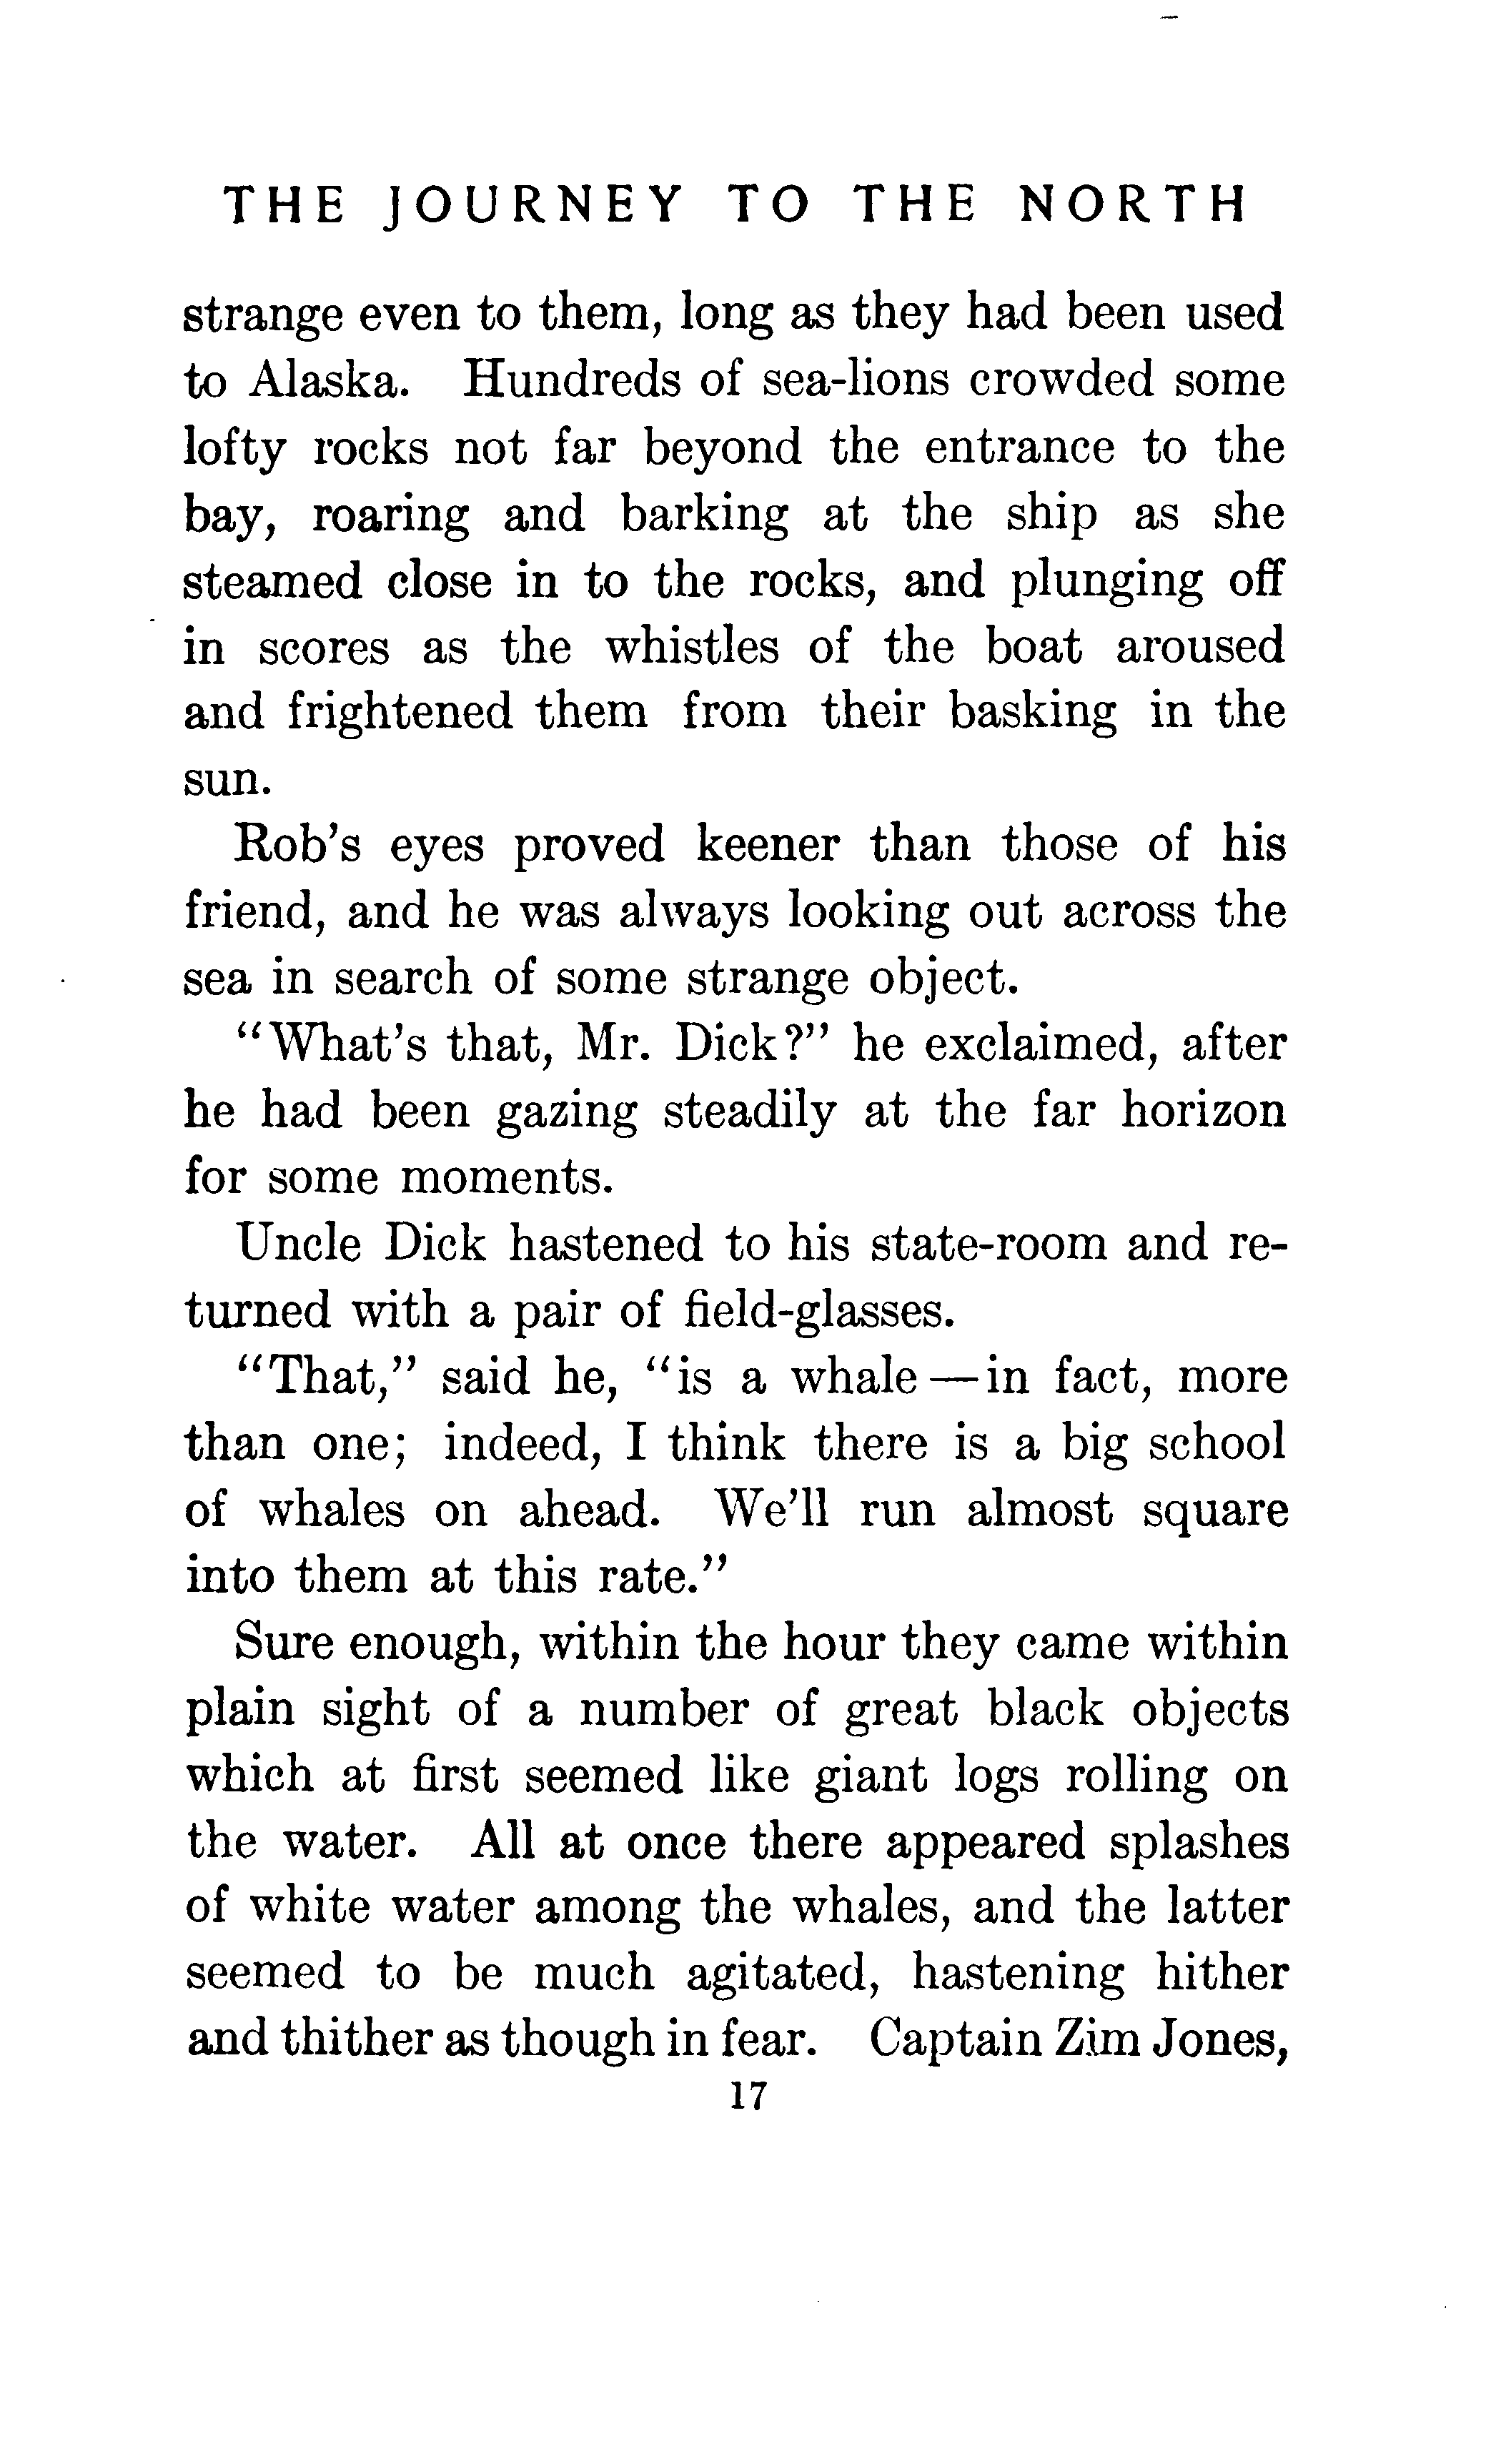 THE JOURNEY TO THE NORTH
strange even to them, long as they had been used
to Alaska. Hundreds of sea-lions crowded some
lofty rocks not far beyond the entrance to the
bay, roaring and barking at the ship as she
steamed close in to the rocks, and plunging off
in scores as the whistles of the boat aroused
and frightened them from their basking in the
sun.
Rob's eyes proved keener than those of his
friend, and he was always looking out across the
sea in search of some strange object.
"What's that, Mr. Dick?" he exclaimed, after
he had been gazing steadily at the far horizon
for some moments.
Uncle Dick hastened to his state-room and re-
turned with a pair of field-glasses.
"That," said he, "is a whale—in fact, more
than one; indeed, I think there is a big school
of whales on ahead. We'll run almost square
into them at this rate."
Sure enough, within the hour they came within
plain sight of a number of great black objects
which at first seemed like giant logs rolling on
the water. All at once there appeared splashes
of white water among the whales, and the latter
seemed to be much agitated, hastening hither
and thither as though in fear. Captain Zim Jones,
17